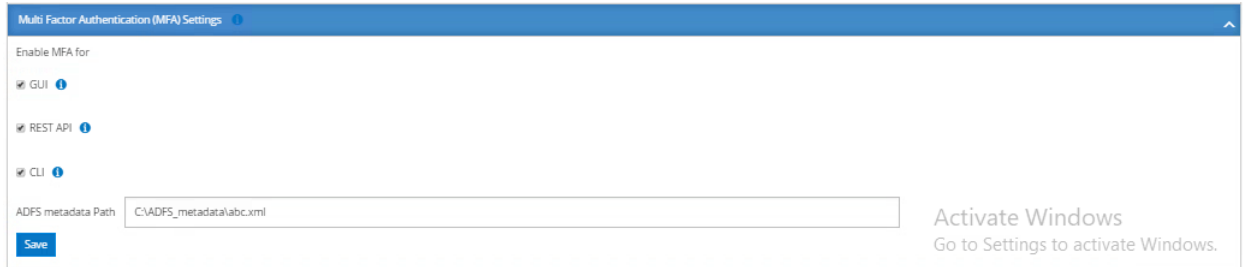 Multi Factor Authentication (MFA) Settings
Enable MFA for
GUI
REST API
CLI
ADFS metadata Path C:\ADFS_metadata\abc.xml
Save
Activate Windows
Go to Settings to activate Windows.